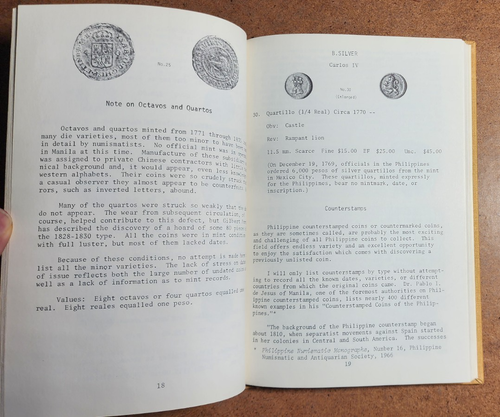 No.29
Note on Octavos and Quartos
Octavos and quartos minted from 1771 through
many die varieties, most of them too minor to have been
in detail by numismatists. No official mint was in
in Manila at this time. Manufacture of these
was assigned to private Chinese contractors with
nical background and, it would appear, even less
western alphabets. Their coins were so crudely struck
a casual observer they almost appear to be counterfeit.
rors, such as inverted letters, abound.
Many of the quartos were struck so weakly that
do not appear. The wear from subsequent circulation, of
course, helped contribute to this defect, but Gilbert
has described the discovery of a board of some
the 1828-1830 type. All the coins were in mint
with full luster, but most of them lacked dates.
Because of these conditions, no attempt is made
list all the minor varieties. The lack of stress on
of issue reflects both the large number of undated
well as a lack of information as to mint records.
Values: Eight octavos or four quartos equalled
real. Eight reales equalled one peso.
18
B.SILVER
Carlos IV
No.30
(Enlarged)
30. Quartillo (1/4 Real) Circa 1776 --
Obv: Castle
Rev: Rampant lion
11.5 mm. Scarce Fine $15.00 VF $25.00 Unc. $45.00
(On December 18, 1769, officials in the Philippines
ordered 6,000 pesos of silver quartillos from the mint
in Mexico City. These quartillos, minted expressly
for the Philippines, bear no mintmark, date, or
inscription.)
Counterstamps
Philippine counterstamped coins or countermarked coins,
as they are sometimes called, are probably the most exciting
and challenging of all Philippine coins to collect. This
field offers endless variety and an excellent opportunity
to enjoy the satisfaction which comes with discovering a
previously unlisted coin.
I will only list counterstamps by type without attempt-
ing to record all the known dates, varieties, or different
countries from which the original coins came. Dr. Pablo I.
de Jesus of Manila, one of the foremost authorities on Phil-
ippine counterstamped coins, lists nearly 400 different
known examples in his "Counterstamped Coins of the Philip-
pines."*
"The background of the Philippine counterstamp began
about 1810, when separatist movements against Spain started
in her colonies in Central and South America. The successes
* Philippine Numismatic Monographs, Number 16, Philippine
Numismatic and Antiquarian Society, 1966
19